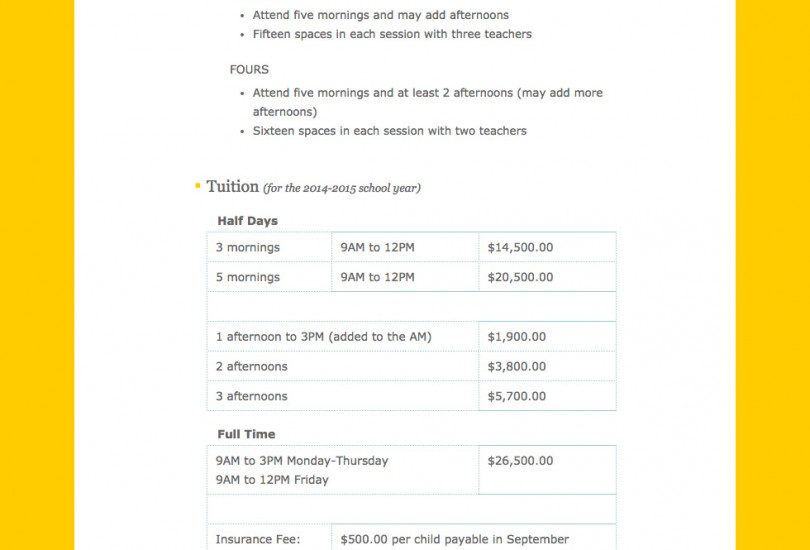 • Attend five mornings and may add afternoons
• Fifteen spaces in each session with three teachers
FOURS
• Attend five mornings and at least 2 afternoons (may add more
afternoons)
• Sixteen spaces in each session with two teachers
Tuition (for the 2014-2015 school year)
Half Days
3 mornings 9AM to 12PM $14,500.00
5 mornings 9AM to 12PM $20,500.00
1 afternoon to 3PM (added to the AM) $1,900.00
2 afternoons $3,800.00
3 afternoons $5,700.00
Full Time
9AM to 3PM Monday-Thursday $26,500.00
9AM to 12PM Friday
Insurance Fee: $500.00 per child payable in September